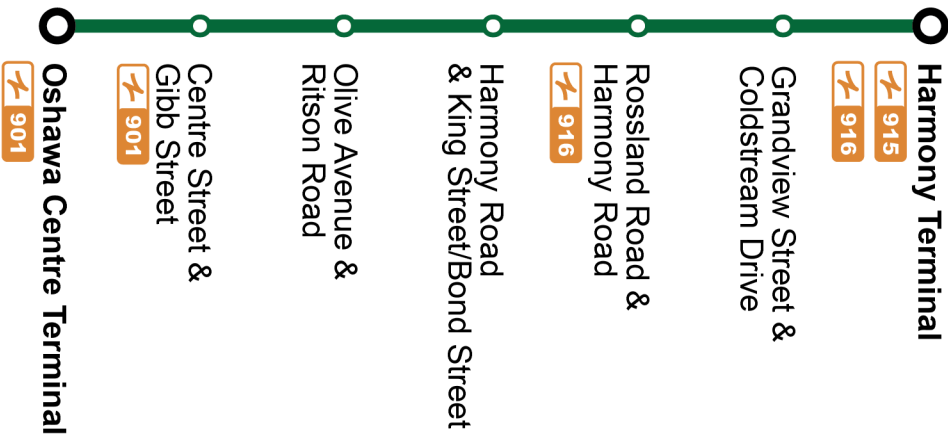 Oshawa Centre Terminal
901
Centre Street &
Gibb Street
901
Olive Avenue &
Ritson Road
Harmony Road
& King Street/Bond Street
Rossland Road &
Harmony Road
916
Grandview Street &
Coldstream Drive
Harmony Terminal
915
916